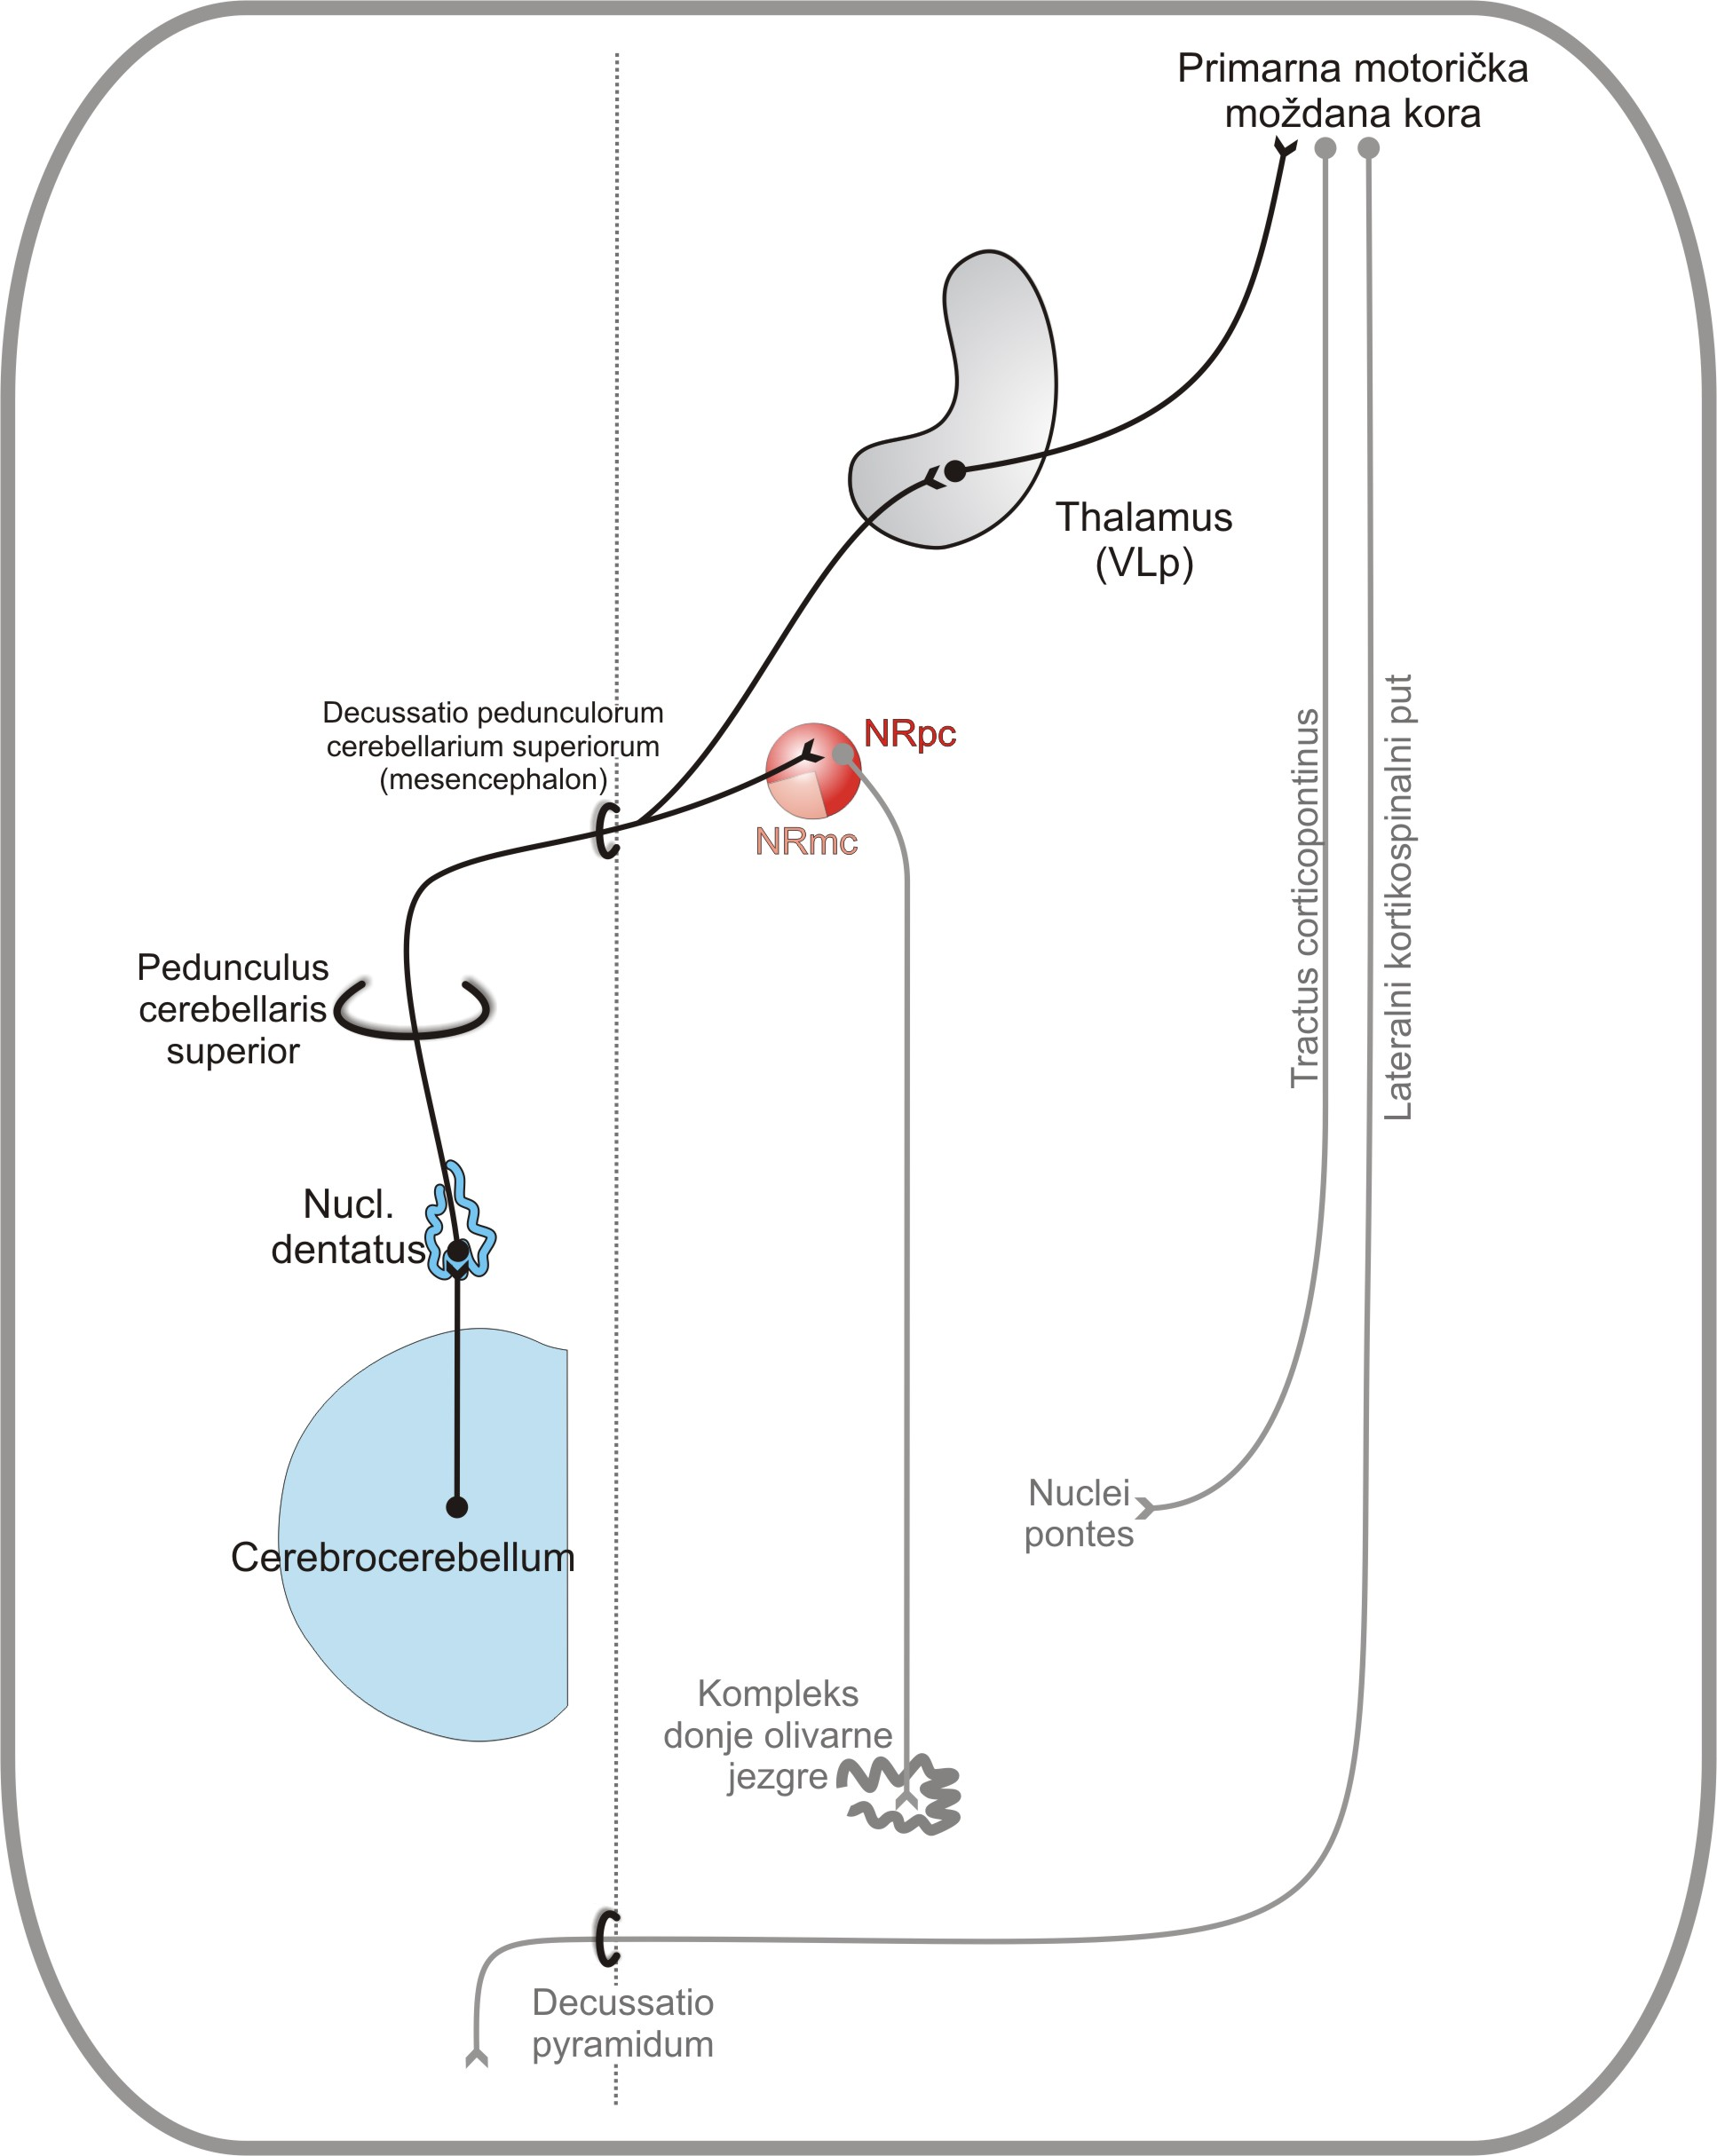 Primarna motorička
moždana kora
Thalamus
(VLp)
Decussatio pedunculorum
cerebellarium superiorum
(mesencephalon)
NRpc
NRmc
Tractus corticopontinus
Lateralni kortikospinalni put
Pedunculus
cerebellaris
superior
Nucl.
dentatus
Cerebrocerebellum
Nuclei
pontes
Kompleks
donje olivarne
jezgre
Decussatio
pyramidum